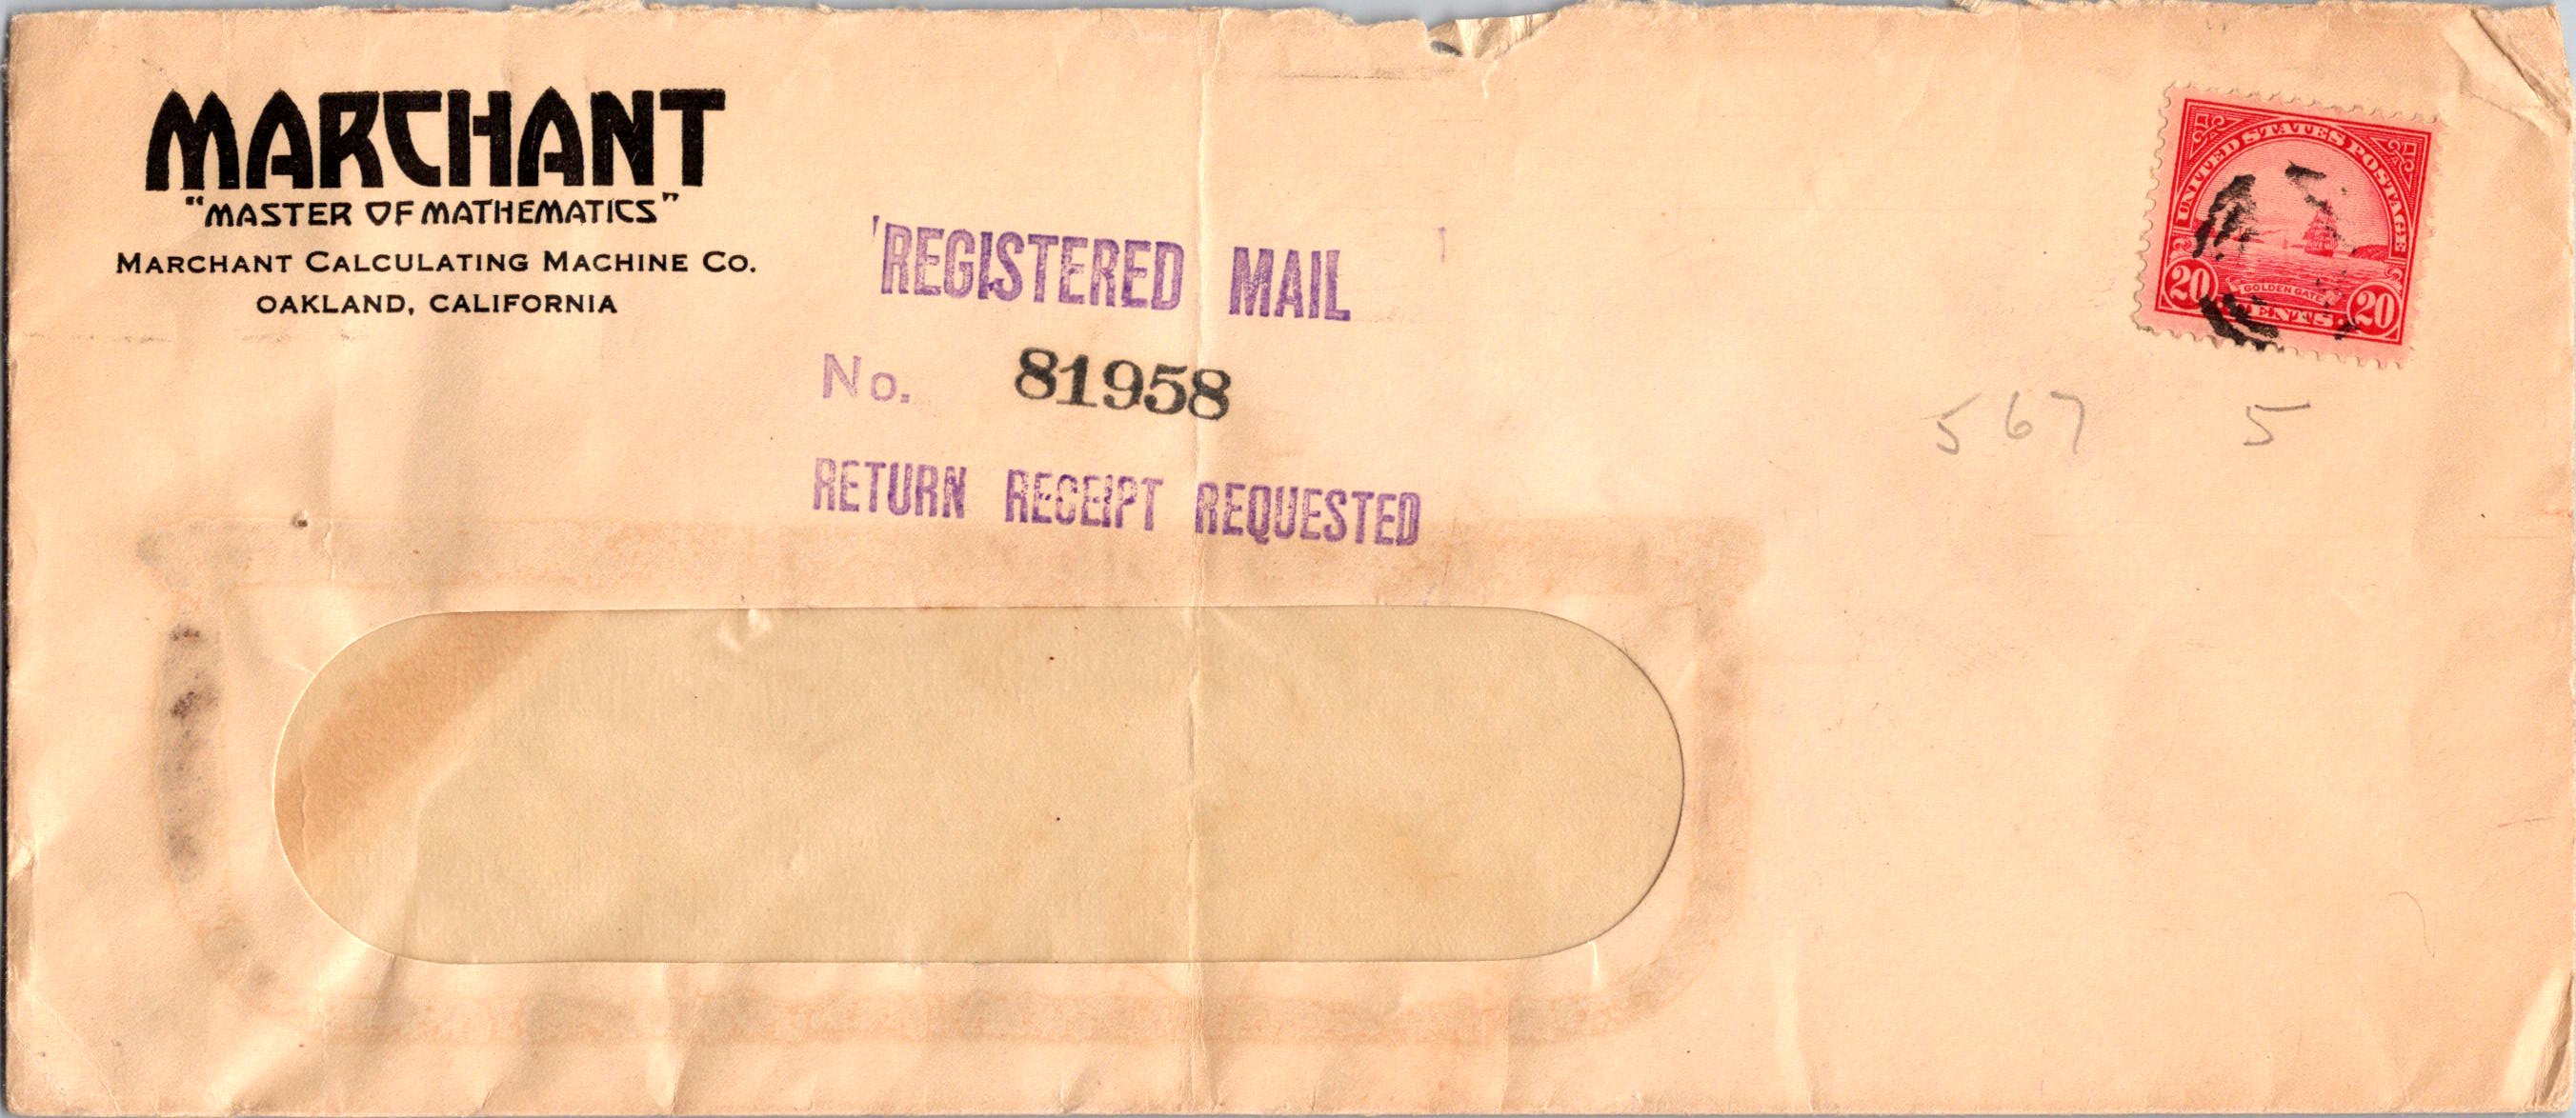 MARCHANT
"MASTER OF MATHEMATICS"
MARCHANT CALCULATING MACHINE CO.
OAKLAND, CALIFORNIA
REGISTERED MAIL
No. 81958
RETURN RECEIPT REQUESTED
UNITED STATES POSTAGE
GOLDEN GATE
20 CENTS 20
567 5